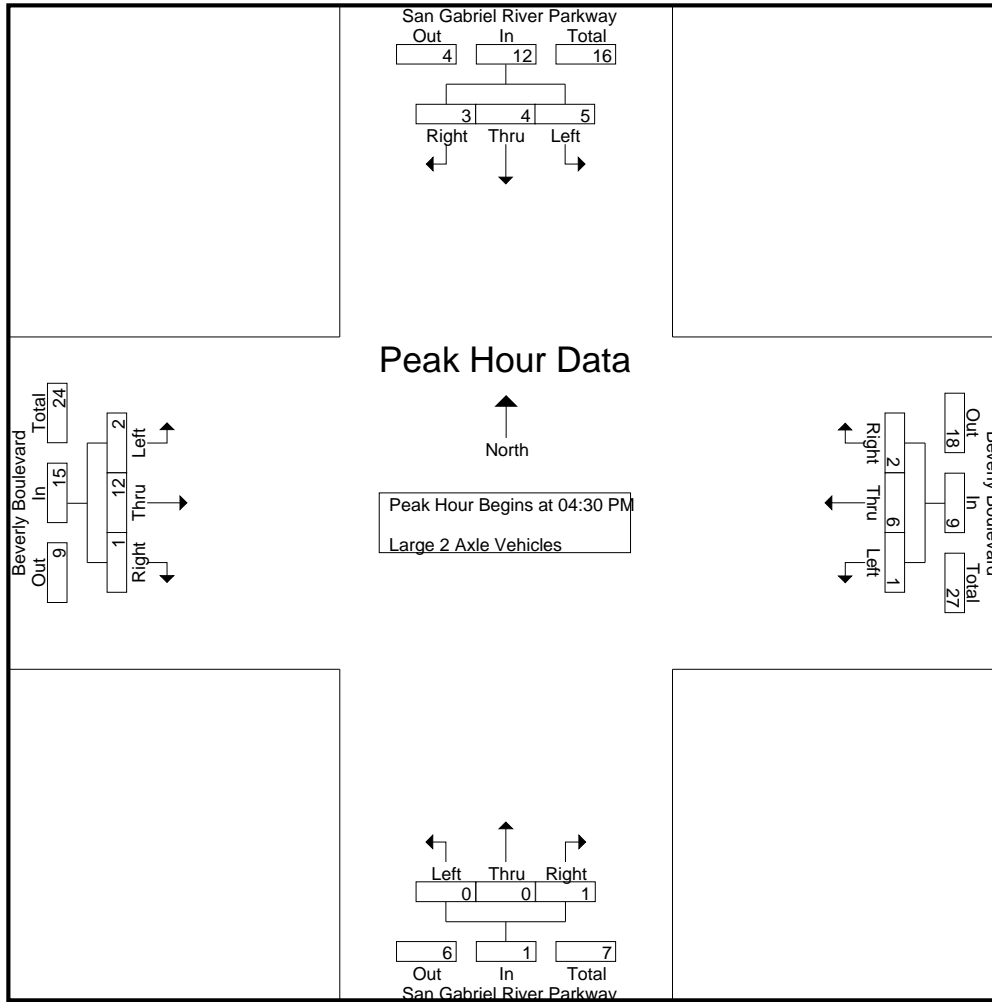 San Gabriel River Parkway
Out In Total
4 12 16
3 4 5
Right Thru Left
Peak Hour Data
North
Peak Hour Begins at 04:30 PM
Large 2 Axle Vehicles
Beverly Boulevard
Total In Out
24 15 9
2 12 1
Left Thru Right
Beverly Boulevard
Out In Total
18 9 27
2 6 1
Right Thru Left
Left Thru Right
0 0 1
6 1 7
Out In Total
San Gabriel River Parkway